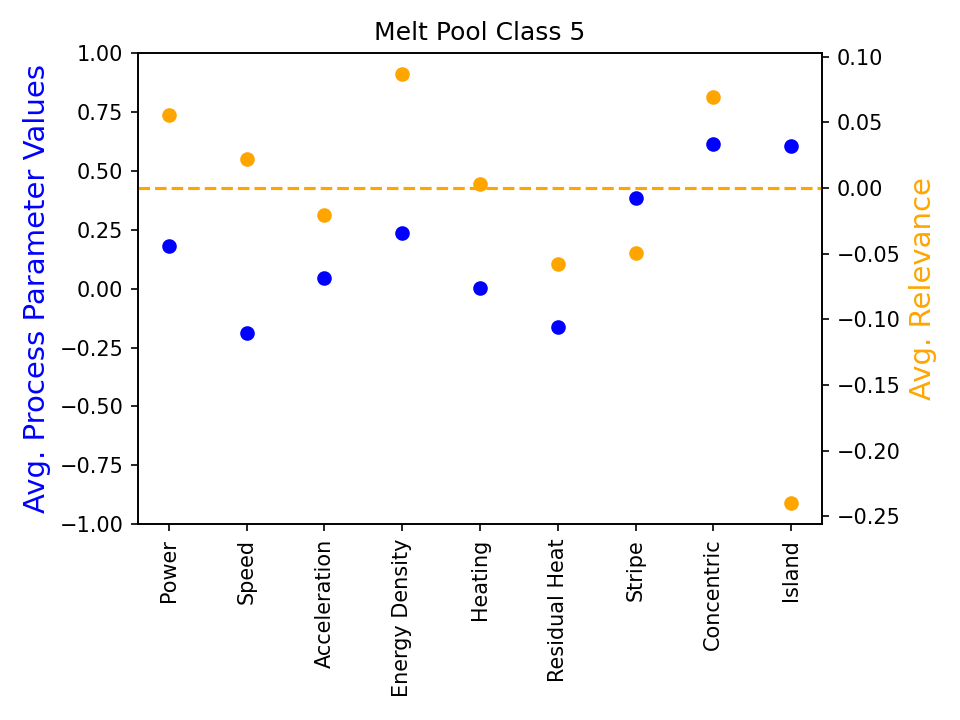 Melt Pool Class 5
Avg. Process Parameter Values
1.00
0.75
0.50
0.25
0.00
−0.25
−0.50
−0.75
−1.00
0.10
0.05
0.00
−0.05
−0.10
−0.15
−0.20
−0.25
Avg. Relevance
Power
Speed
Acceleration
Energy Density
Heating
Residual Heat
Stripe
Concentric
Island